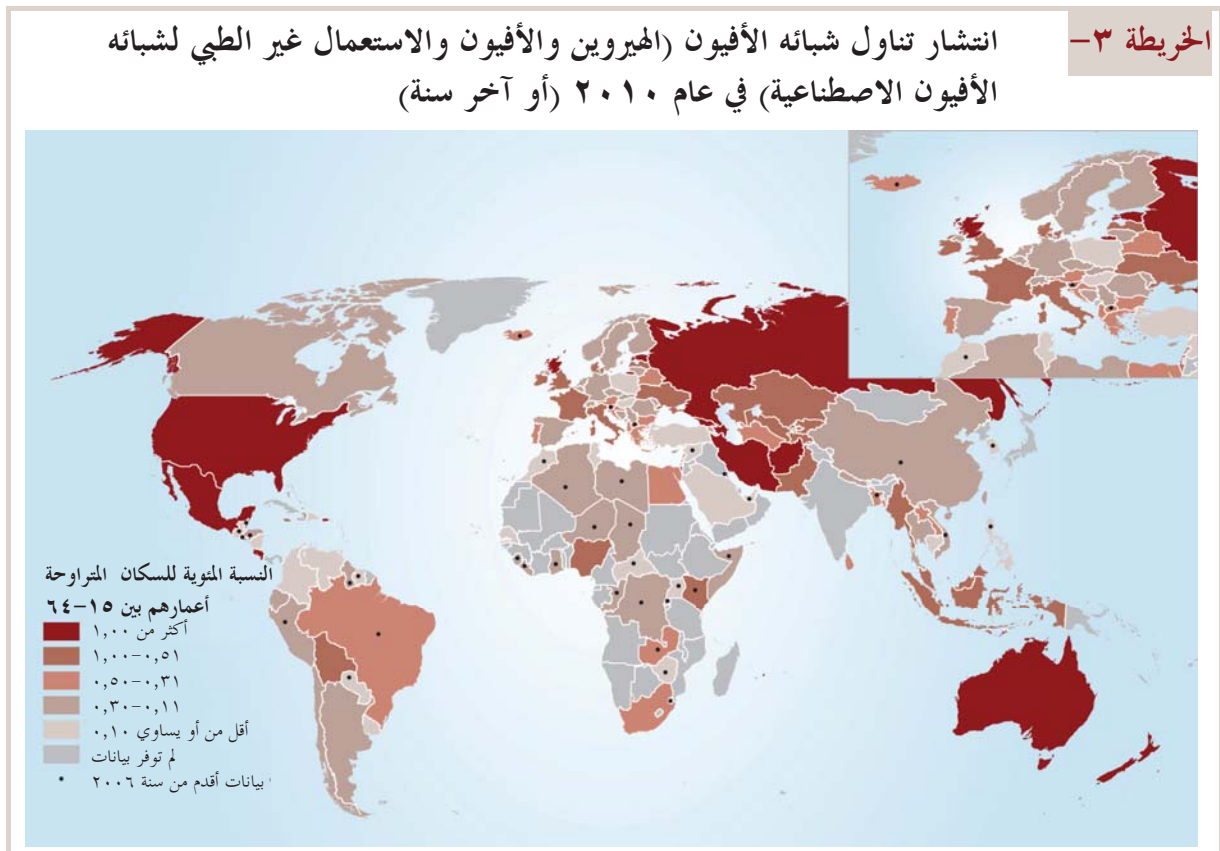 الخريطة ٣-
انتشار تناول شبائه الأفيون (الهيروين والأفيون والاستعمال غير الطبي لشبائه
الأفيون الاصطناعية) في عام ٢٠١٠ (أو آخر سنة)
النسبة المئوية للسكان المتراوحة
أعمارهم بين ١٥-٦٤
أكثر من ١,٠٠
٠,٥١-١,٠٠
٠,٣١-٠,٥٠
٠,١١-٠,٣٠
أقل من أو يساوي ٠,١٠
لم توفر بيانات
بيانات أقدم من سنة ٢٠٠٦